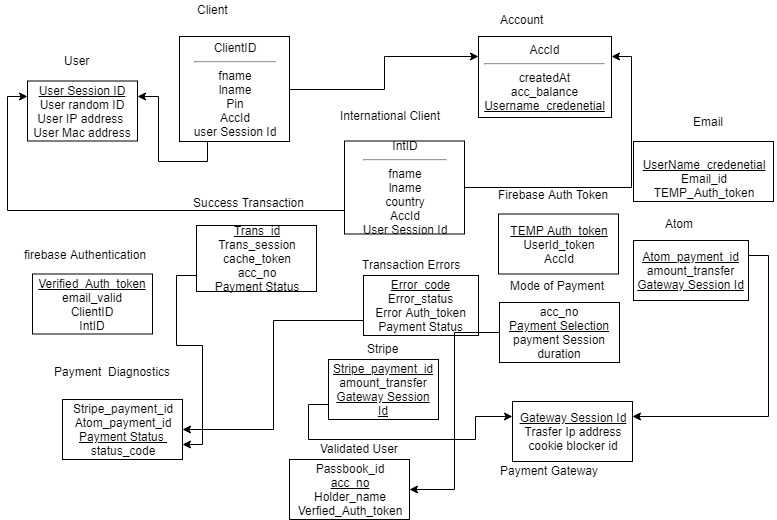 Client
ClientID
fname
lname
Pin
AccId
user Session Id
Account
AccId
createdAt
acc_balance
Username_credenetial
User
User Session ID
User random ID
User IP address
User Mac address
International Client
IntID
fname
lname
country
AccId
User Session Id
Email
UserName_credenetial
Email_id
TEMP_Auth_token
Success Transaction
Trans_id
Trans_session
cache_token
acc_no
Payment Status
Firebase Auth Token
TEMP Auth_token
UserId_token
AccId
Atom
Atom_payment_id
amount_transfer
Gateway Session Id
firebase Authentication
Verified_Auth_token
email_valid
ClientID
IntID
Transaction Errors
Error_code
Error_status
Error Auth_token
Payment Status
Mode of Payment
acc_no
Payment Selection
payment Session
duration
Stripe
Stripe_payment_id
amount_transfer
Gateway Session
Id
Payment Diagnostics
Stripe_payment_id
Atom_payment_id
Payment Status
status_code
Gateway Session Id
Trasfer Ip address
cookie blocker id
Payment Gateway
Validated User
Passbook_id
acc_no
Holder_name
Verfied_Auth_token